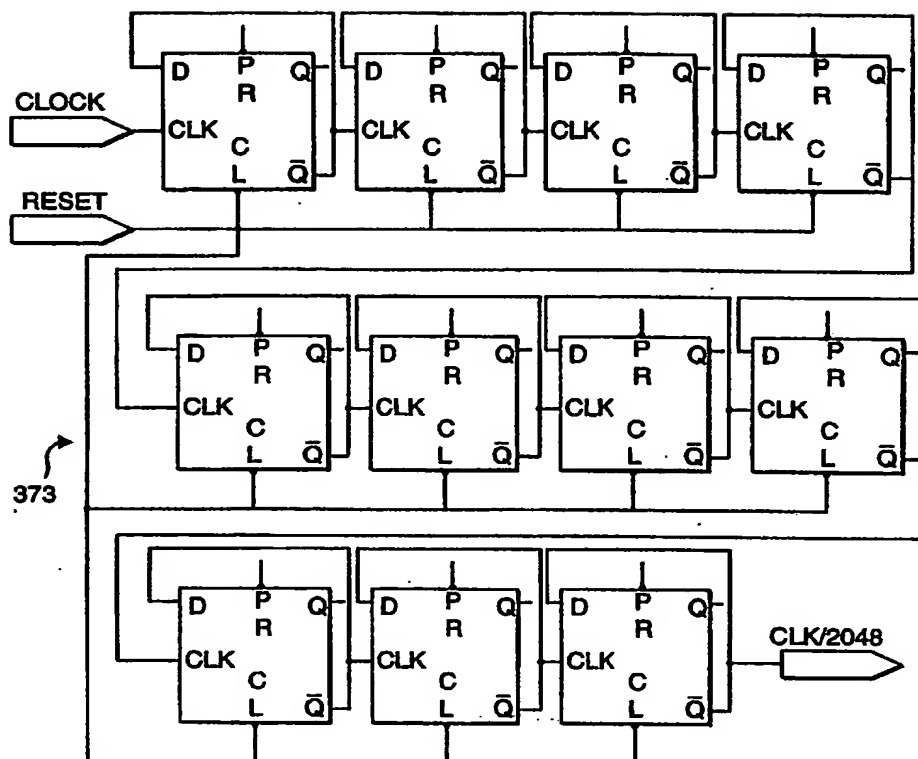 D P Q D P Q D P Q D P Q
R R R R
CLOCK
CLK CLK CLK CLK
C C C C
L Q̅ L Q̅ L Q̅ L Q̅
RESET
D P Q D P Q D P Q D P Q
R R R R
CLK CLK CLK CLK
C C C C
L Q̅ L Q̅ L Q̅ L Q̅
373
D P Q D P Q D P Q
R R R
CLK/2048
CLK CLK CLK
C C C
L Q̅ L Q̅ L Q̅